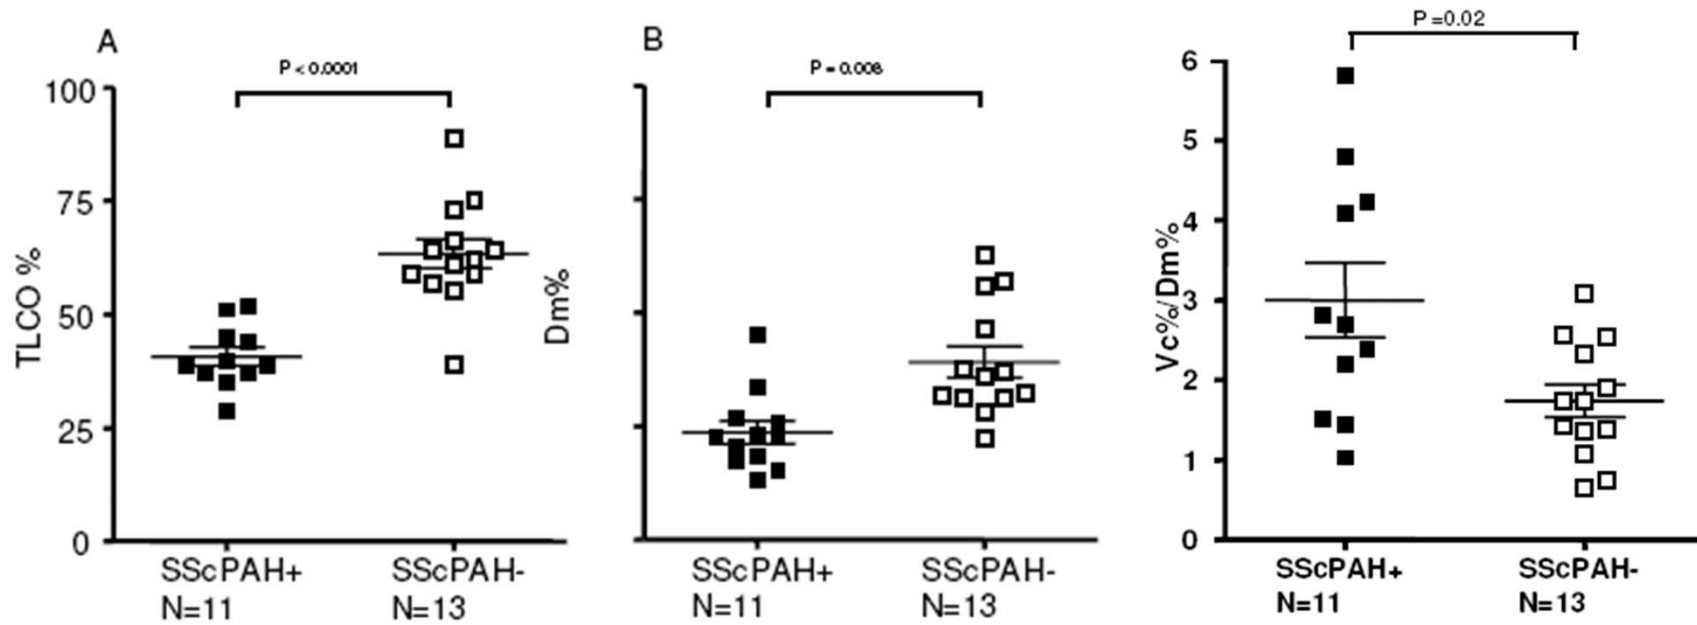 A
P < 0.0001
100
75
50
25
0
TLCO %
SScPAH+
N=11
SScPAH-
N=13
B
P = 0.008
Dm%
SScPAH+
N=11
SScPAH-
N=13
P =0.02
6
5
4
3
2
1
0
Vc%/Dm%
SScPAH+
N=11
SScPAH-
N=13